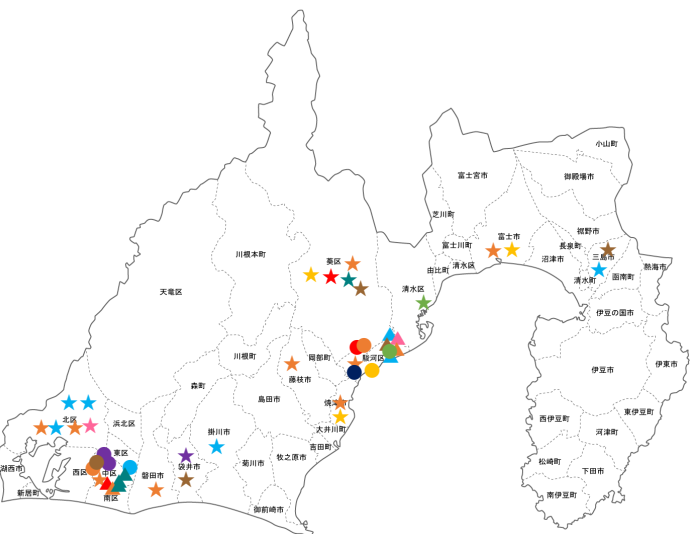 小山町
富士宮市
御殿場市
芝川町
富士市
裾野市
富士川町
長泉町
川根本町
葵区
由比町
清水区
沼津市
三島市
熱海市
函南町
清水町
天竜区
清水区
伊豆の国市
川根町
岡部町
駿河区
伊東市
伊豆市
森町
藤枝市
島田市
焼津市
東伊豆町
北区
浜北区
掛川市
大井川町
西伊豆町
河津町
吉田町
東区
牧之原市
湖西市
西区
中区
磐田市
袋井市
菊川市
松崎町
下田市
新居町
南区
御前崎市
南伊豆町